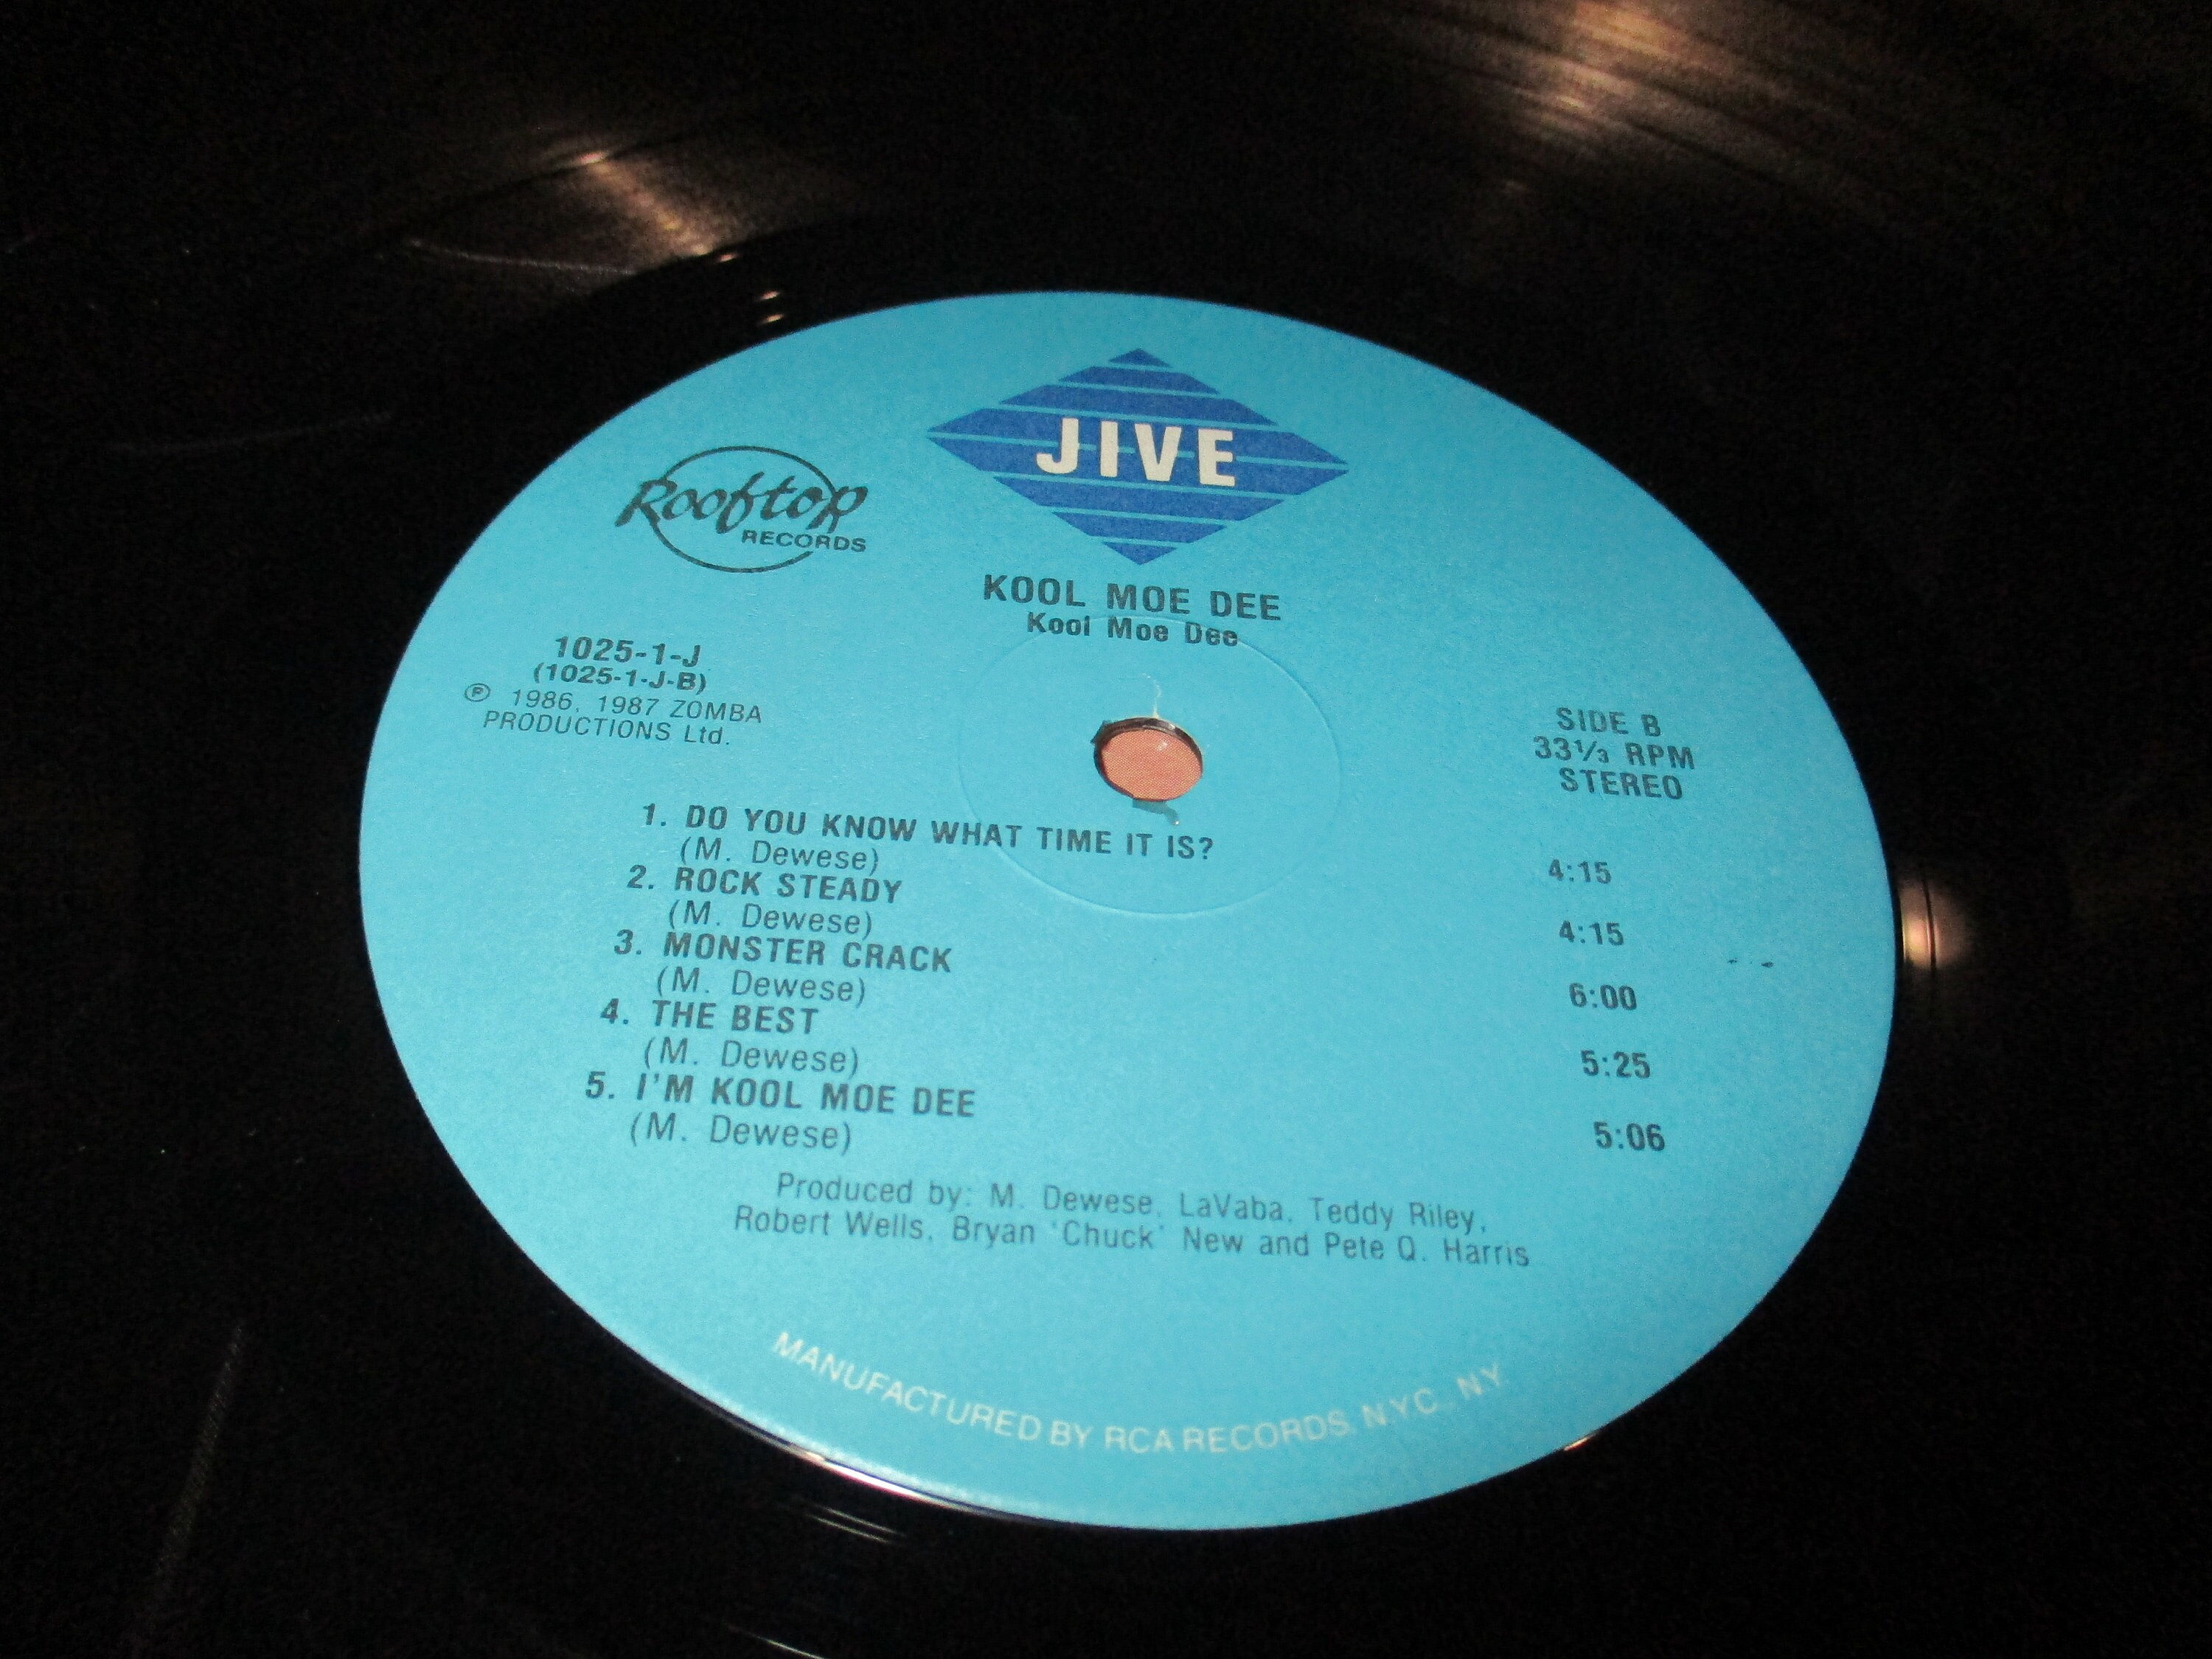 JIVE
Rooftop
RECORDS
KOOL MOE DEE
Kool Moe Dee
1025-1-J
(1025-1-J-B)
Ⓟ 1986, 1987 ZOMBA
PRODUCTIONS Ltd.
SIDE B
33⅓ RPM
STEREO
1. DO YOU KNOW WHAT TIME IT IS? 4:15
(M. Dewese)
2. ROCK STEADY 4:15
(M. Dewese)
3. MONSTER CRACK 6:00
(M. Dewese)
4. THE BEST 5:25
(M. Dewese)
5. I'M KOOL MOE DEE 5:06
(M. Dewese)
Produced by: M. Dewese, LaVaba, Teddy Riley,
Robert Wells, Bryan 'Chuck' New and Pete Q. Harris
MANUFACTURED BY RCA RECORDS, N.Y.C., N.Y.